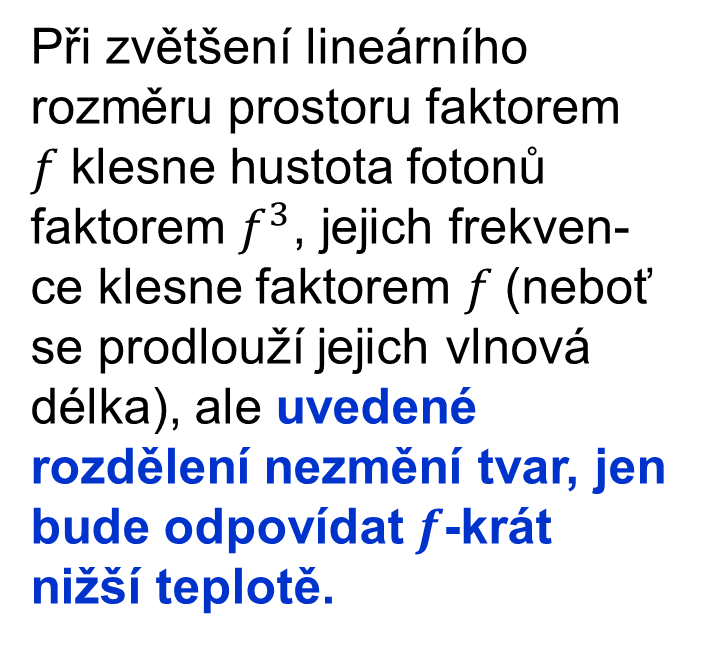 Při zvětšení lineárního
rozměru prostoru faktorem
f klesne hustota fotonů
faktorem f³, jejich frekven-
ce klesne faktorem f (neboť
se prodlouží jejich vlnová
délka), ale uvedené
rozdělení nezmění tvar, jen
bude odpovídat f-krát
nižší teplotě.